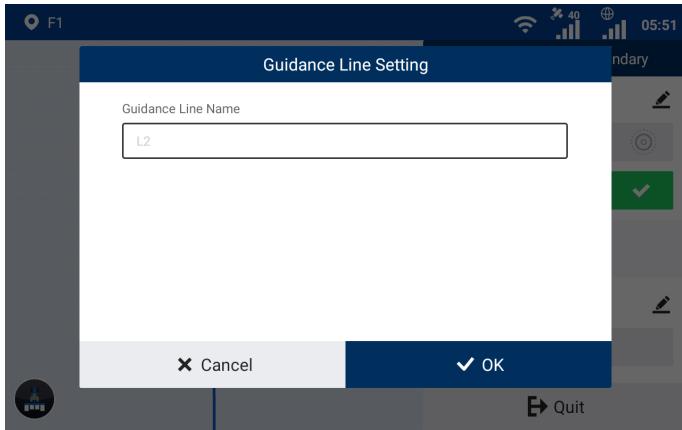 F1
40
05:51
ndary
Guidance Line Setting
Guidance Line Name
L2
Cancel
OK
Quit